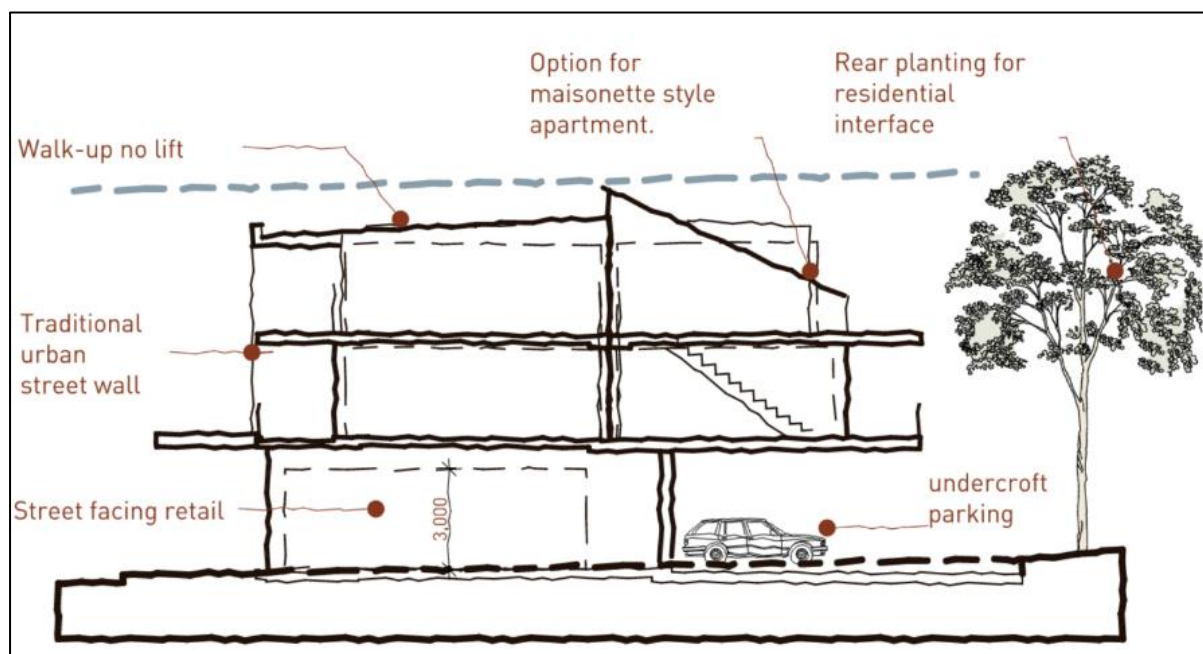 Option for
maisonette style
apartment.
Rear planting for
residential
interface
Walk-up no lift
Traditional
urban
street wall
Street facing retail
3,000
undercroft
parking